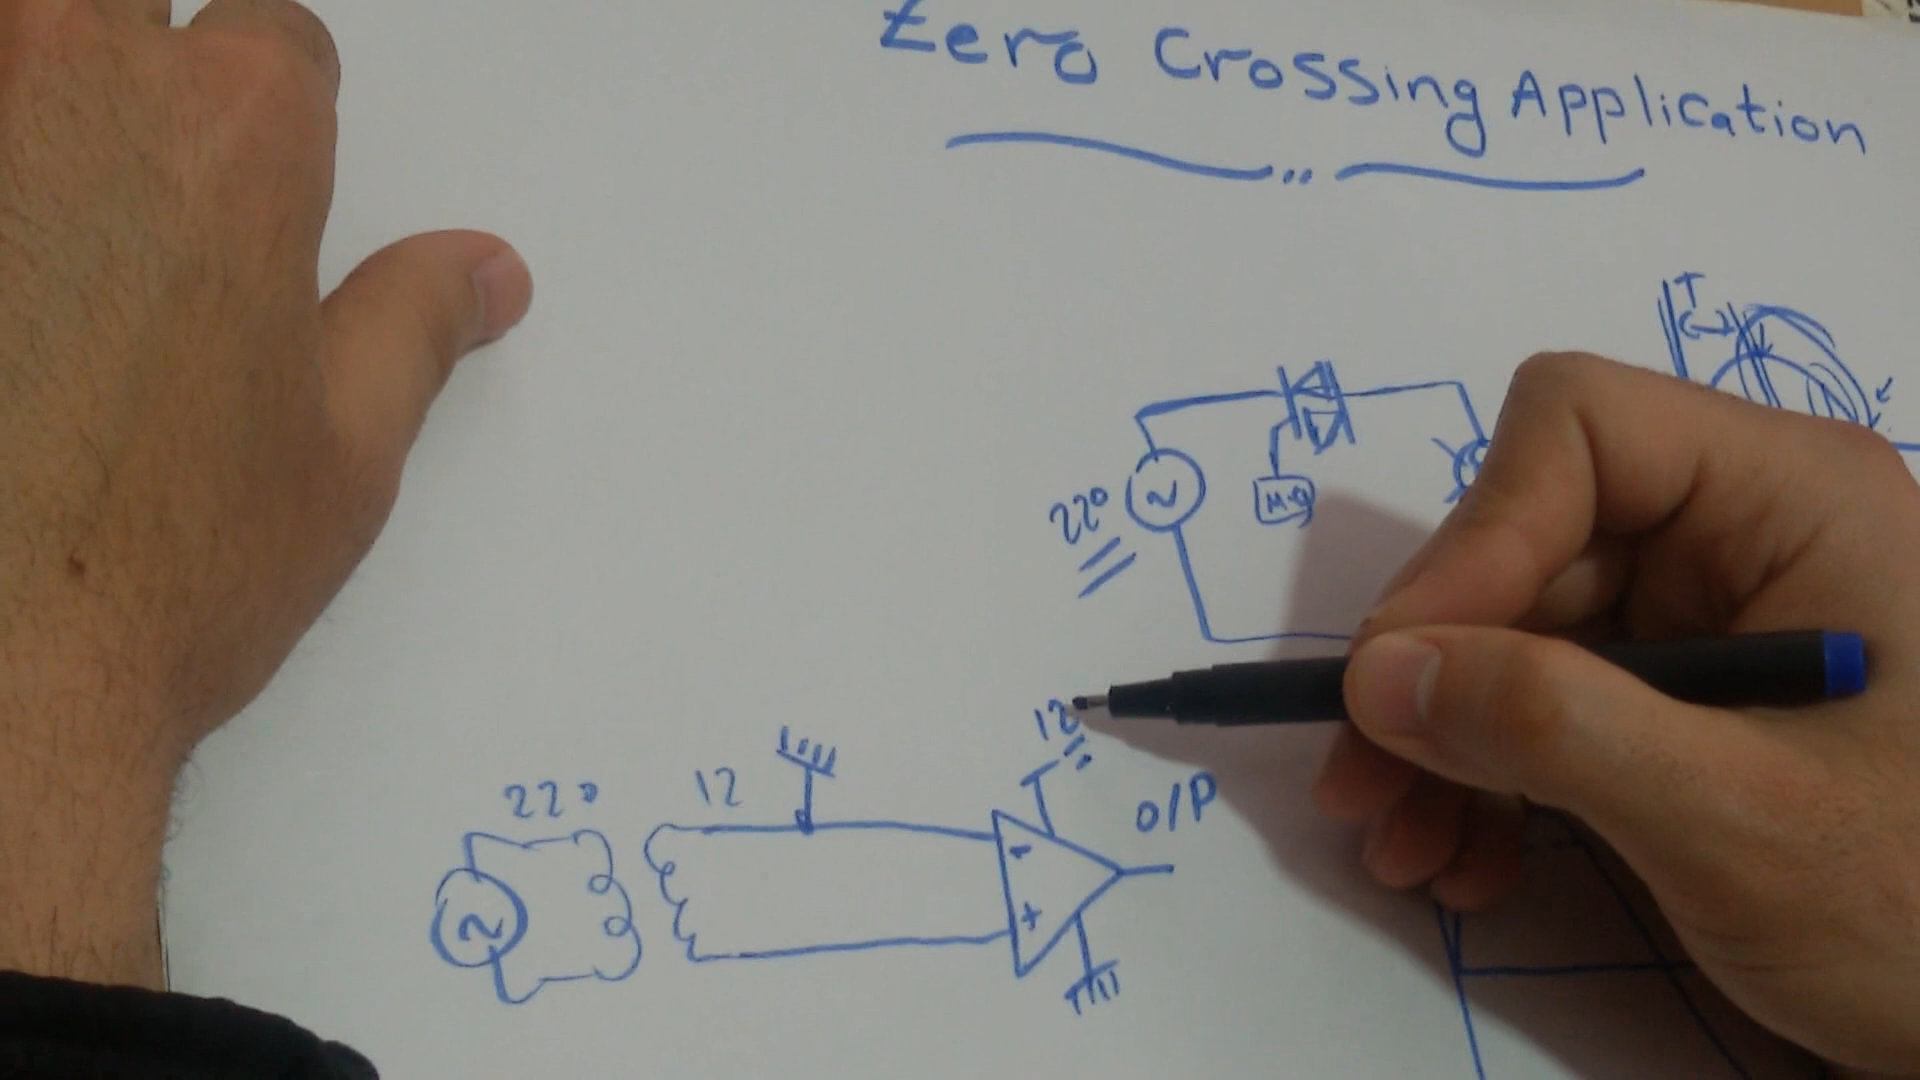 Zero Crossing Application
T
220
12
220
12
O/P
-
+